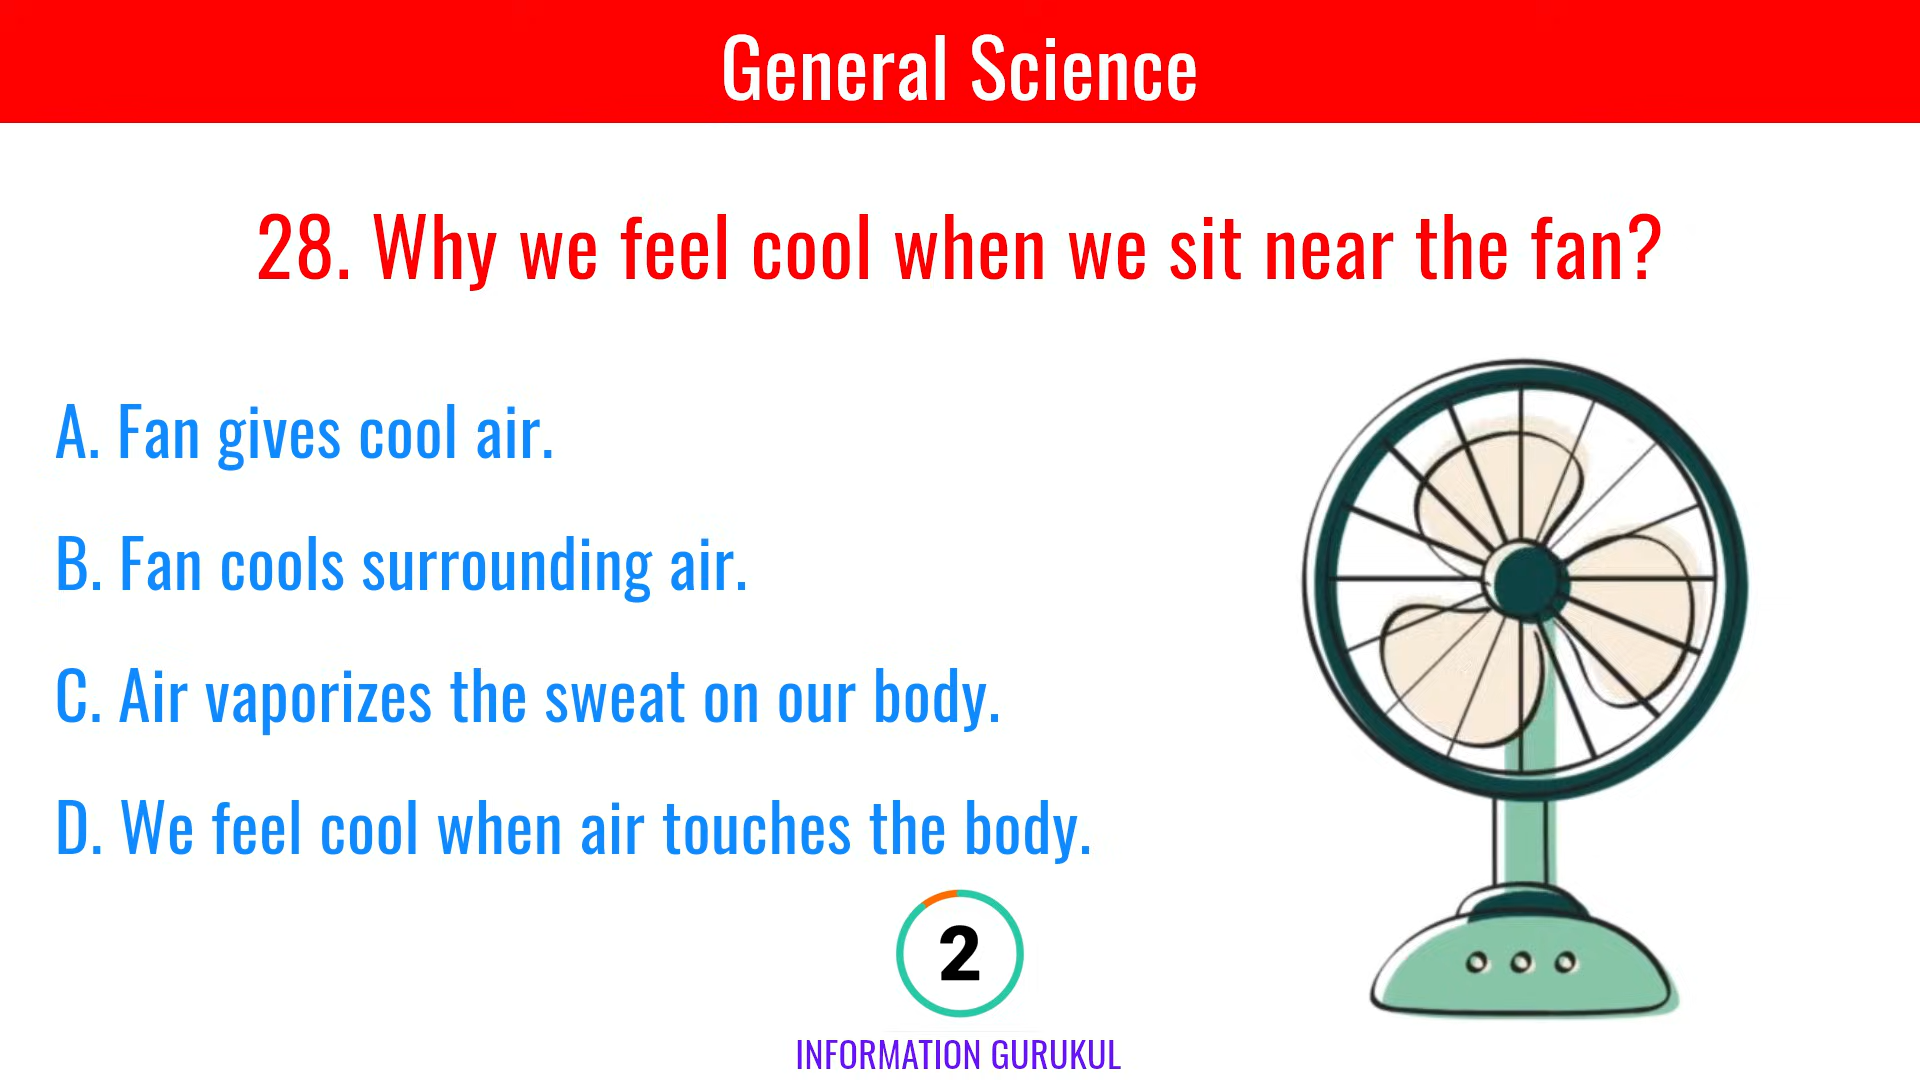 General Science
28. Why we feel cool when we sit near the fan?
A. Fan gives cool air.
B. Fan cools surrounding air.
C. Air vaporizes the sweat on our body.
D. We feel cool when air touches the body.
2
INFORMATION GURUKUL